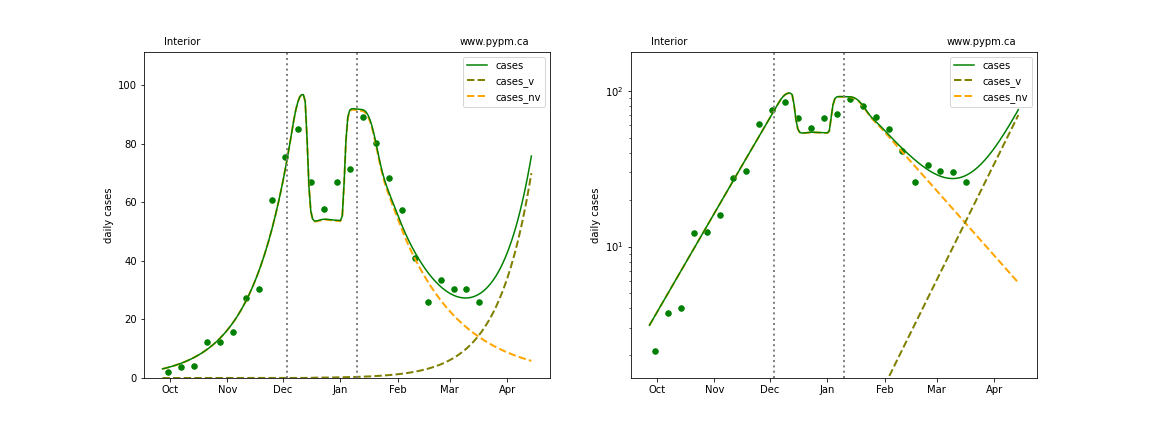 Interior www.pypm.ca
cases
cases_v
cases_nv
100
80
60
40
20
0
daily cases
Oct Nov Dec Jan Feb Mar Apr
Interior www.pypm.ca
cases
cases_v
cases_nv
10²
10¹
daily cases
Oct Nov Dec Jan Feb Mar Apr